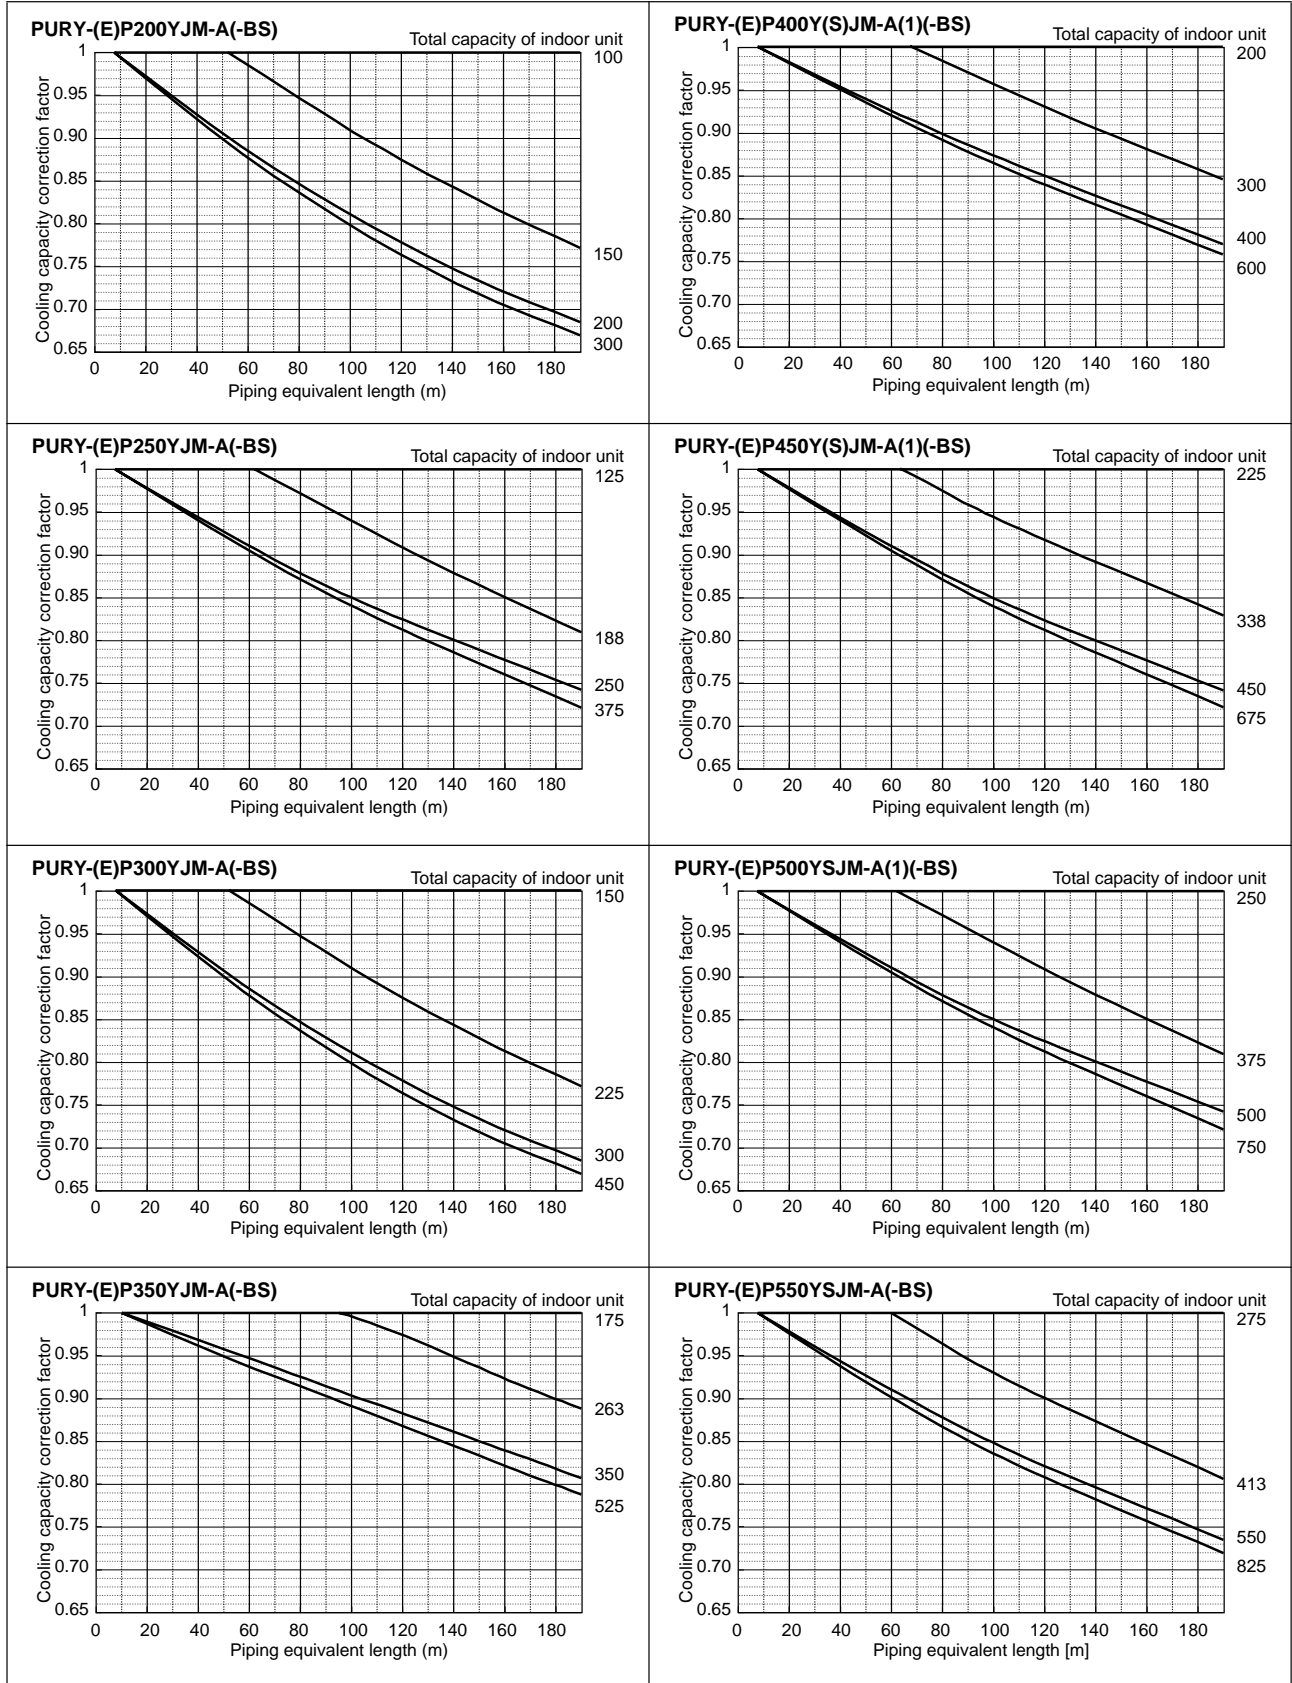 PURY-(E)P200YJM-A(-BS)
Total capacity of indoor unit
Cooling capacity correction factor
1
0.95
0.90
0.85
0.80
0.75
0.70
0.65
100
150
200
300
0 20 40 60 80 100 120 140 160 180
Piping equivalent length (m)
PURY-(E)P400Y(S)JM-A(1)(-BS)
Total capacity of indoor unit
Cooling capacity correction factor
1
0.95
0.90
0.85
0.80
0.75
0.70
0.65
200
300
400
600
0 20 40 60 80 100 120 140 160 180
Piping equivalent length (m)
PURY-(E)P250YJM-A(-BS)
Total capacity of indoor unit
Cooling capacity correction factor
1
0.95
0.90
0.85
0.80
0.75
0.70
0.65
125
188
250
375
0 20 40 60 80 100 120 140 160 180
Piping equivalent length (m)
PURY-(E)P450Y(S)JM-A(1)(-BS)
Total capacity of indoor unit
Cooling capacity correction factor
1
0.95
0.90
0.85
0.80
0.75
0.70
0.65
225
338
450
675
0 20 40 60 80 100 120 140 160 180
Piping equivalent length (m)
PURY-(E)P300YJM-A(-BS)
Total capacity of indoor unit
Cooling capacity correction factor
1
0.95
0.90
0.85
0.80
0.75
0.70
0.65
150
225
300
450
0 20 40 60 80 100 120 140 160 180
Piping equivalent length (m)
PURY-(E)P500YSJM-A(1)(-BS)
Total capacity of indoor unit
Cooling capacity correction factor
1
0.95
0.90
0.85
0.80
0.75
0.70
0.65
250
375
500
750
0 20 40 60 80 100 120 140 160 180
Piping equivalent length (m)
PURY-(E)P350YJM-A(-BS)
Total capacity of indoor unit
Cooling capacity correction factor
1
0.95
0.90
0.85
0.80
0.75
0.70
0.65
175
263
350
525
0 20 40 60 80 100 120 140 160 180
Piping equivalent length (m)
PURY-(E)P550YSJM-A(-BS)
Total capacity of indoor unit
Cooling capacity correction factor
1
0.95
0.90
0.85
0.80
0.75
0.70
0.65
275
413
550
825
0 20 40 60 80 100 120 140 160 180
Piping equivalent length [m]